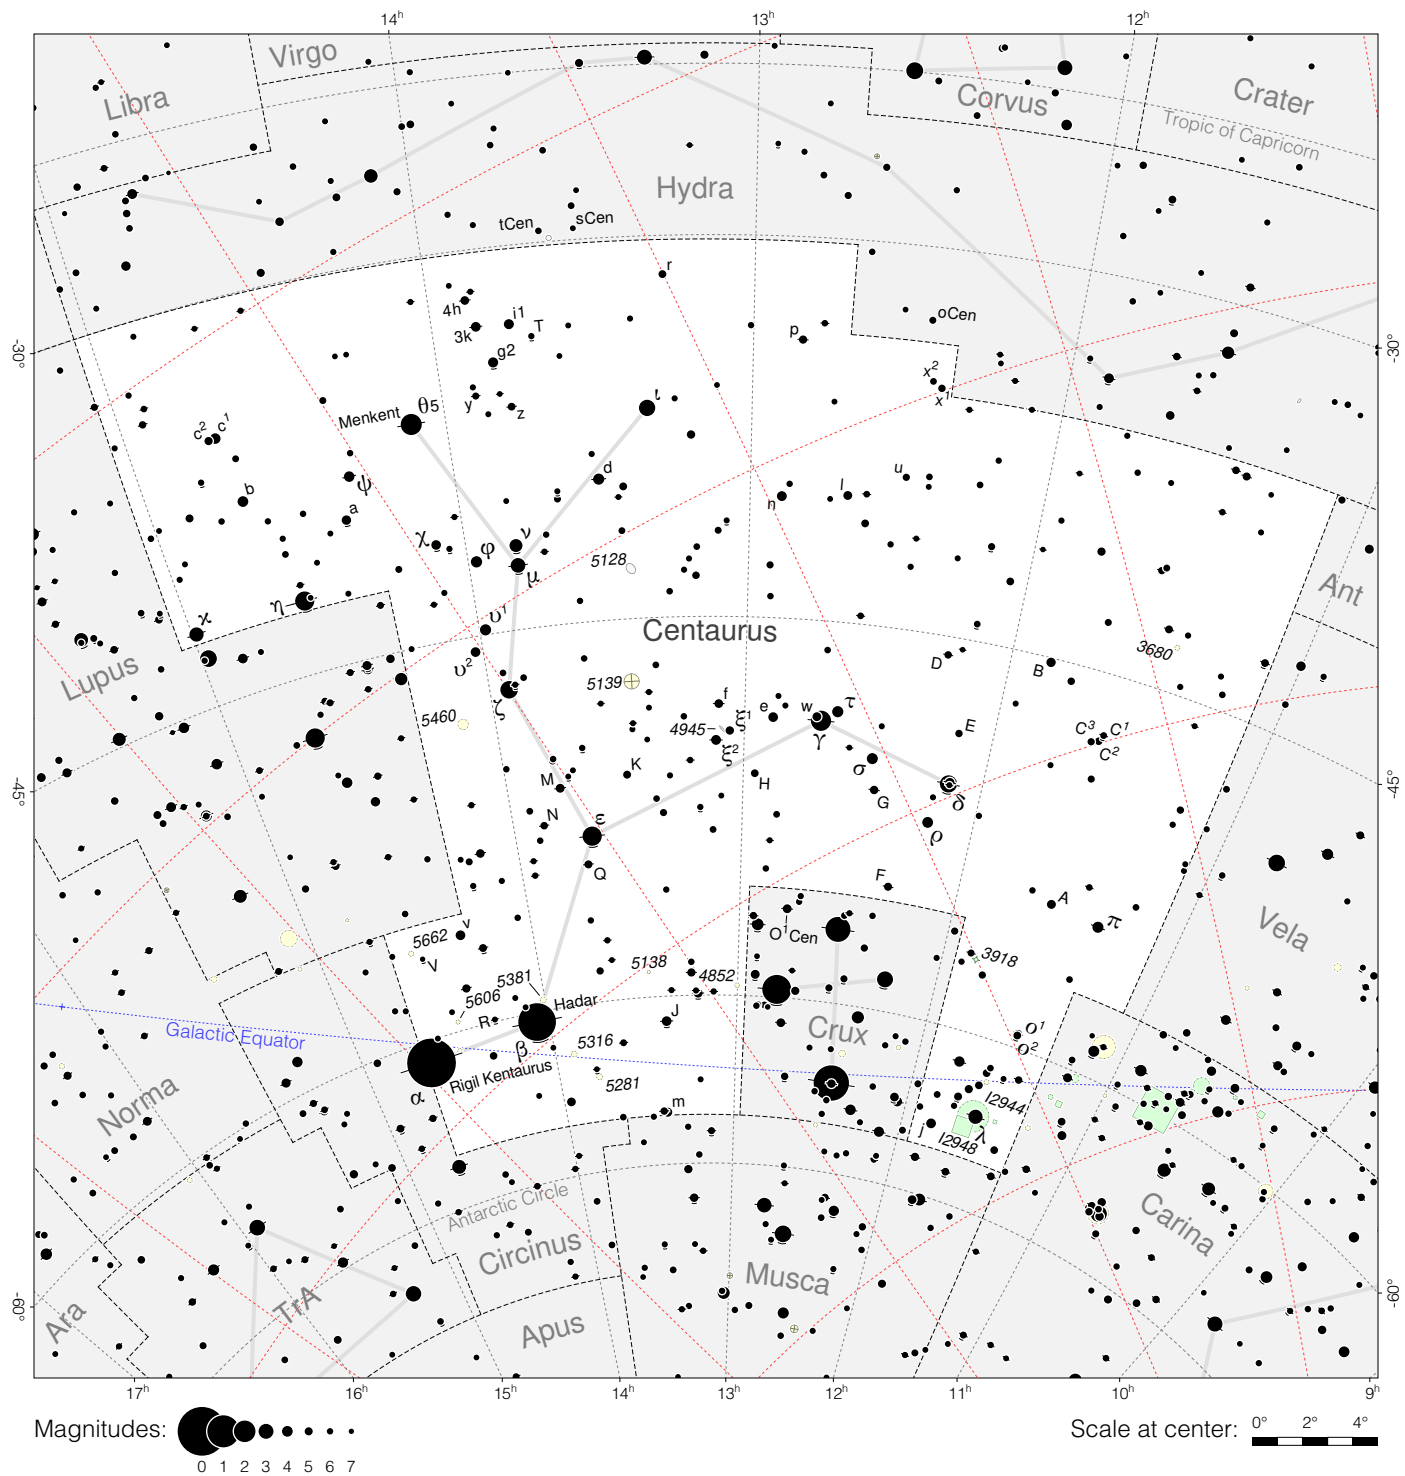 14h 13h 12h
Virgo
Libra
Corvus
Crater
Tropic of Capricorn
Hydra
tCen sCen
r
4h i1
3k T
g2
p
oCen
-30° -30°
x² x¹
y z
Menkent θ5
ι
c² c¹
ψ
d
u
b
a
n l
χ φ ν
μ
5128
η
Ant
ϰ
υ¹
Centaurus
υ²
D B
3680
Lupus
5139
ζ
f ξ¹ e w τ
5460
4945
ξ²
γ
E
C³ C¹
C²
K
M
H
σ
-45° -45°
G
δ
N
ε
ρ
Q
F
A
π
v
O¹Cen
Vela
5662
V
5138
4852
3918
5381
5606
Hadar
R
J
Crux
o¹
o²
Galactic Equator
β
5316
Rigil Kentaurus
5281
α
m
I2944
j λ
I2948
Norma
Antarctic Circle
Carina
Circinus
Musca
TrA
Ara
Apus
-60° -60°
17h 16h 15h 14h 13h 12h 11h 10h 9h
Magnitudes:
0 1 2 3 4 5 6 7
Scale at center: 0° 2° 4°